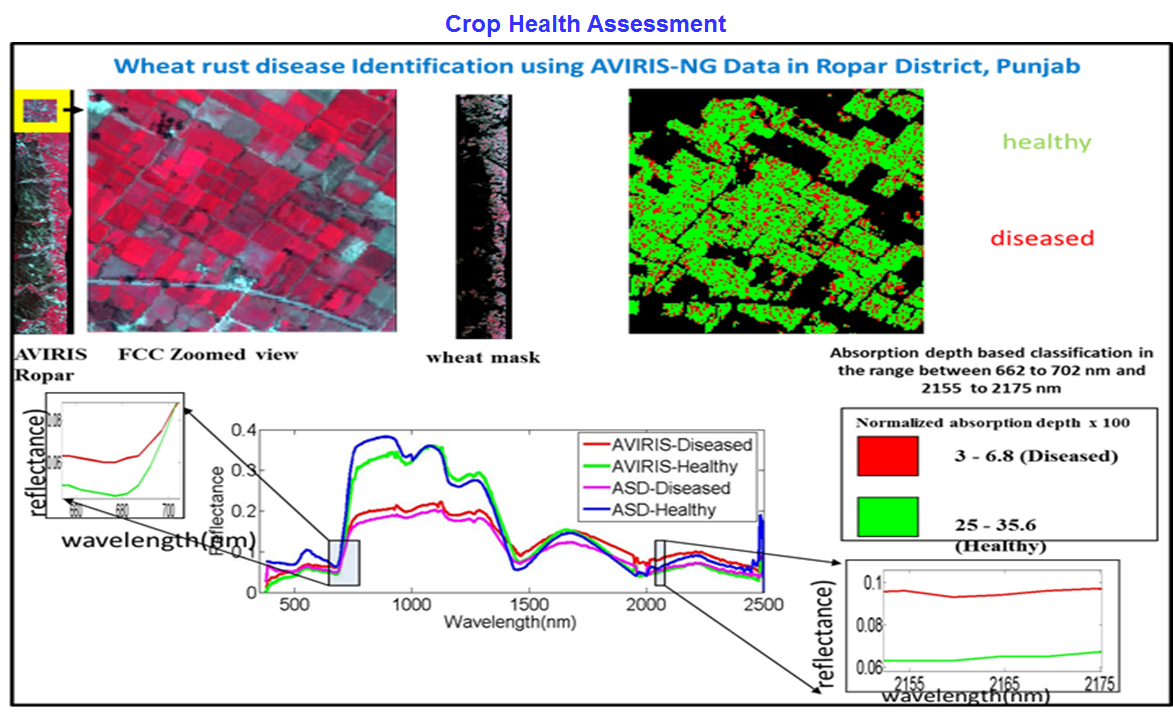 Crop Health Assessment
Wheat rust disease Identification using AVIRIS-NG Data in Ropar District, Punjab
healthy
diseased
AVIRIS
Ropar
FCC Zoomed view
wheat mask
Absorption depth based classification in
the range between 662 to 702 nm and
2155 to 2175 nm
Normalized absorption depth x 100
3 - 6.8 (Diseased)
25 - 35.6
(Healthy)
reflectance)
0.08
0.06
660
680
700
wavelength(nm)
Reflectance
0.4
0.3
0.2
0.1
0
500
1000
1500
2000
2500
Wavelength(nm)
AVIRIS-Diseased
AVIRIS-Healthy
ASD-Diseased
ASD-Healthy
reflectance)
0.1
0.08
0.06
2155
2165
2175
wavelength(nm)